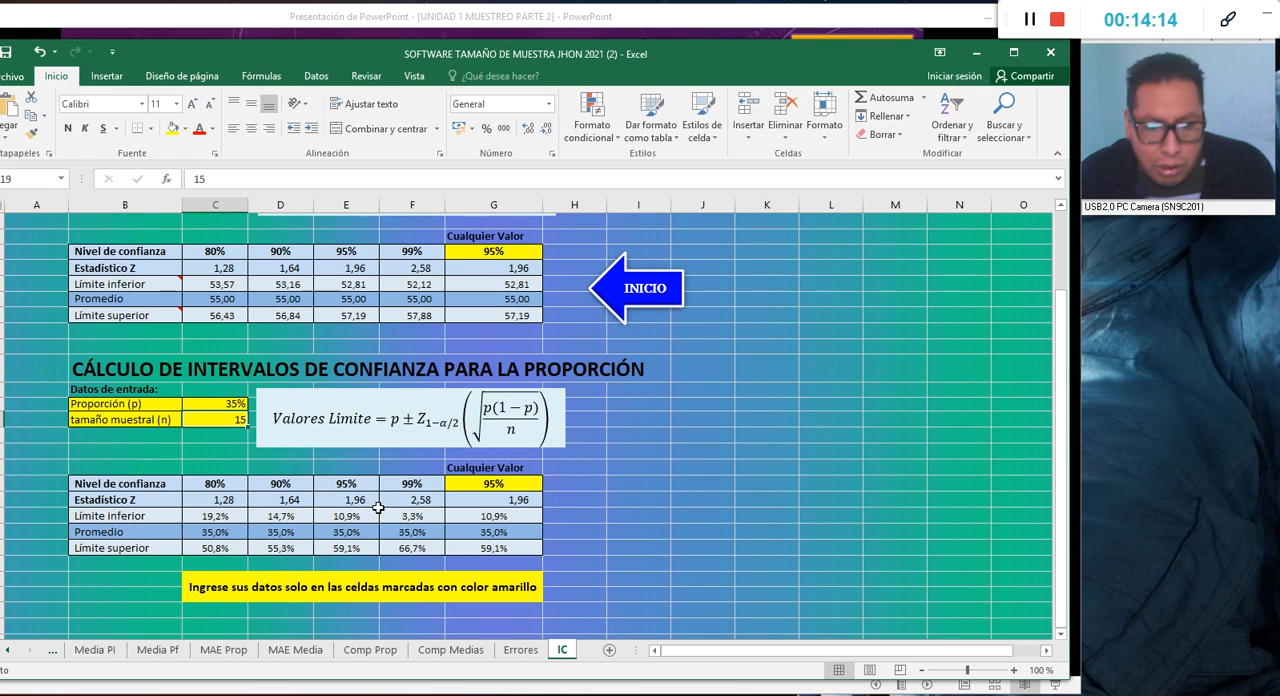 Presentación de PowerPoint - [UNIDAD 1 MUESTREO PARTE 2] - PowerPoint
00:14:14
SOFTWARE TAMAÑO DE MUESTRA JHON 2021 (2) - Excel
rchivo Inicio Insertar Diseño de página Fórmulas Datos Revisar Vista ¿Qué desea hacer? Iniciar sesión Compartir
Calibri 11 Ajustar texto General Autosuma
egar N K S Combinar y centrar % 000 Formato condicional Dar formato como tabla Estilos de celda Insertar Eliminar Formato Rellenar Borrar Ordenar y filtrar Buscar y seleccionar
tapapeles Fuente Alineación Número Estilos Celdas Modificar
19 fx 15
A B C D E F G H I J K L M N O
USB2.0 PC Camera (SN9C201)
Cualquier Valor
Nivel de confianza 80% 90% 95% 99% 95%
Estadístico Z 1,28 1,64 1,96 2,58 1,96
Límite inferior 53,57 53,16 52,81 52,12 52,81
INICIO
Promedio 55,00 55,00 55,00 55,00 55,00
Límite superior 56,43 56,84 57,19 57,88 57,19
CÁLCULO DE INTERVALOS DE CONFIANZA PARA LA PROPORCIÓN
Datos de entrada:
Proporción (p) 35%
tamaño muestral (n) 15
Valores Límite = p ± Z1−α/2 (√p(1 − p)/n)
Cualquier Valor
Nivel de confianza 80% 90% 95% 99% 95%
Estadístico Z 1,28 1,64 1,96 2,58 1,96
Límite inferior 19,2% 14,7% 10,9% 3,3% 10,9%
Promedio 35,0% 35,0% 35,0% 35,0% 35,0%
Límite superior 50,8% 55,3% 59,1% 66,7% 59,1%
Ingrese sus datos solo en las celdas marcadas con color amarillo
... Media PI Media Pf MAE Prop MAE Media Comp Prop Comp Medias Errores IC
to 100 %